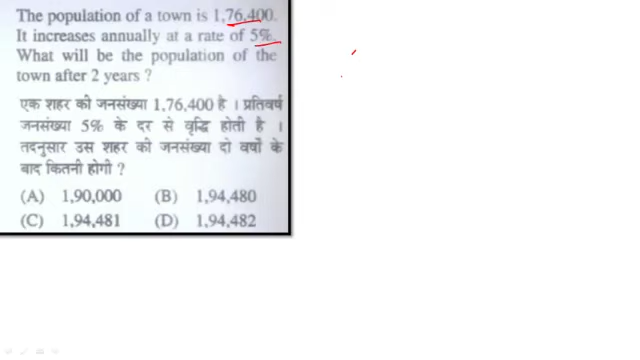 The population of a town is 1,76,400.
It increases annually at a rate of 5%.
What will be the population of the
town after 2 years ?
एक शहर की जनसंख्या 1,76,400 है । प्रतिवर्ष
जनसंख्या 5% के दर से वृद्धि होती है ।
तदनुसार उस शहर की जनसंख्या दो वर्षों के
बाद कितनी होगी ?
(A) 1,90,000 (B) 1,94,480
(C) 1,94,481 (D) 1,94,482